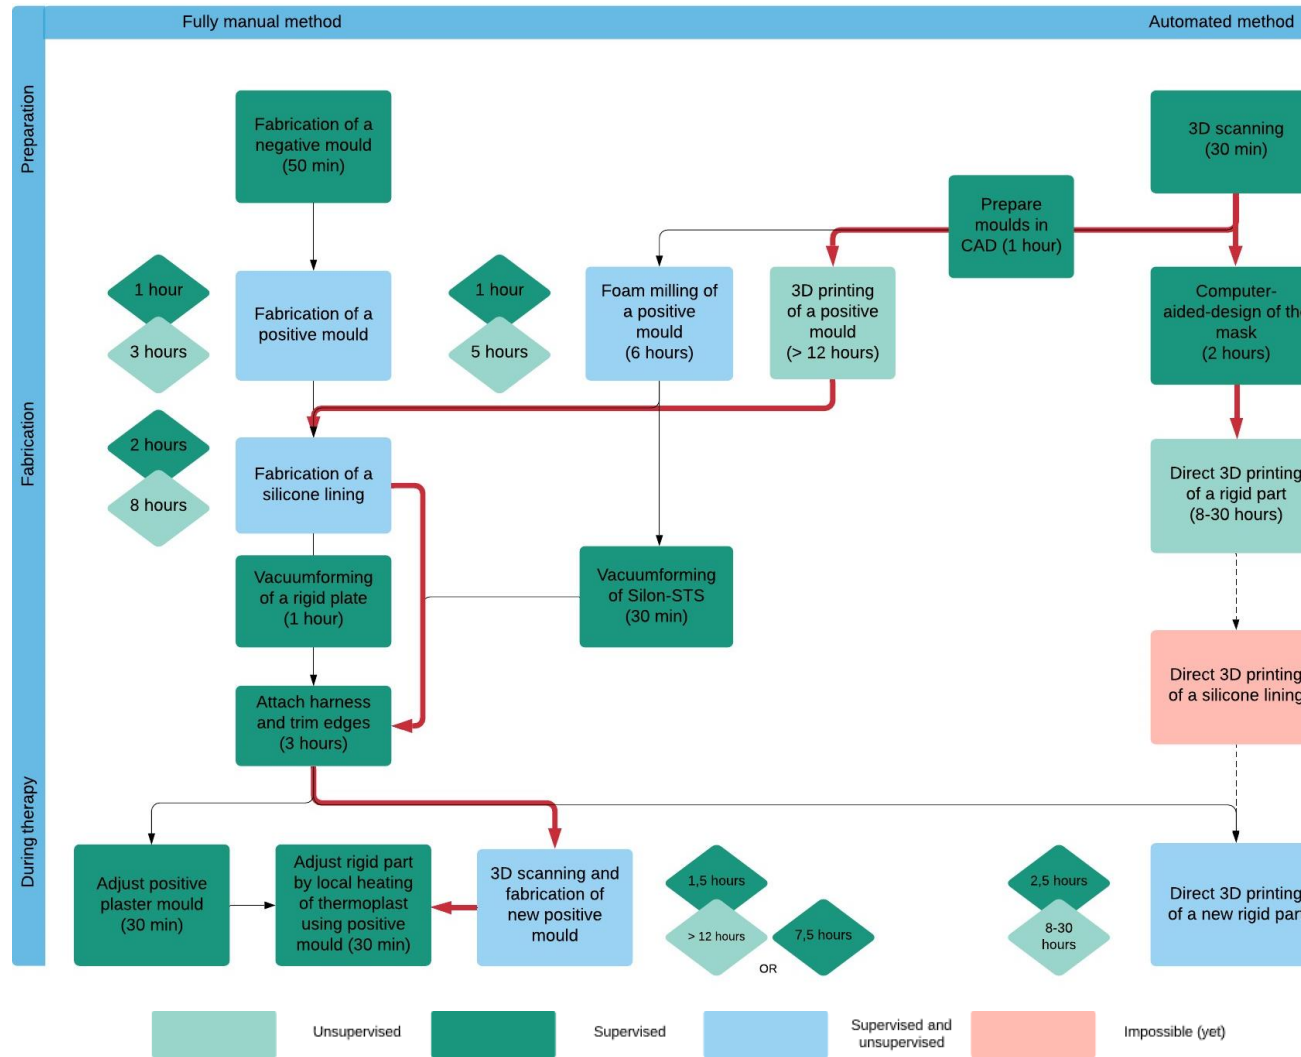 Fully manual method
Automated method
Preparation
Fabrication of a
negative mould
(50 min)
3D scanning
(30 min)
Prepare
moulds in
CAD (1 hour)
Fabrication
1 hour
3 hours
Fabrication of a
positive mould
1 hour
5 hours
Foam milling of
a positive
mould
(6 hours)
3D printing
of a positive
mould
(> 12 hours)
Computer-
aided-design of the
mask
(2 hours)
2 hours
8 hours
Fabrication of a
silicone lining
Direct 3D printing
of a rigid part
(8-30 hours)
Vacuumforming
of a rigid plate
(1 hour)
Vacuumforming
of Silon-STS
(30 min)
Direct 3D printing
of a silicone lining
Attach harness
and trim edges
(3 hours)
During therapy
Adjust positive
plaster mould
(30 min)
Adjust rigid part
by local heating
of thermoplast
using positive
mould (30 min)
3D scanning and
fabrication of
new positive
mould
1,5 hours
> 12 hours
7,5 hours
OR
2,5 hours
8-30
hours
Direct 3D printing
of a new rigid part
Unsupervised
Supervised
Supervised and
unsupervised
Impossible (yet)